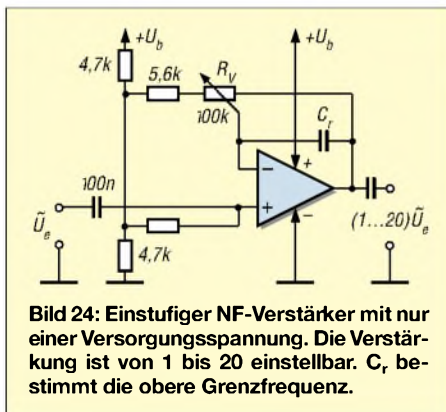 +U_b
+U_b
4,7k
5,6k
R_V
100k
C_r
–
+
100n
+
Ũ_e
–
(1...20)Ũ_e
4,7k
Bild 24: Einstufiger NF-Verstärker mit nur
einer Versorgungsspannung. Die Verstär-
kung ist von 1 bis 20 einstellbar. C_r be-
stimmt die obere Grenzfrequenz.